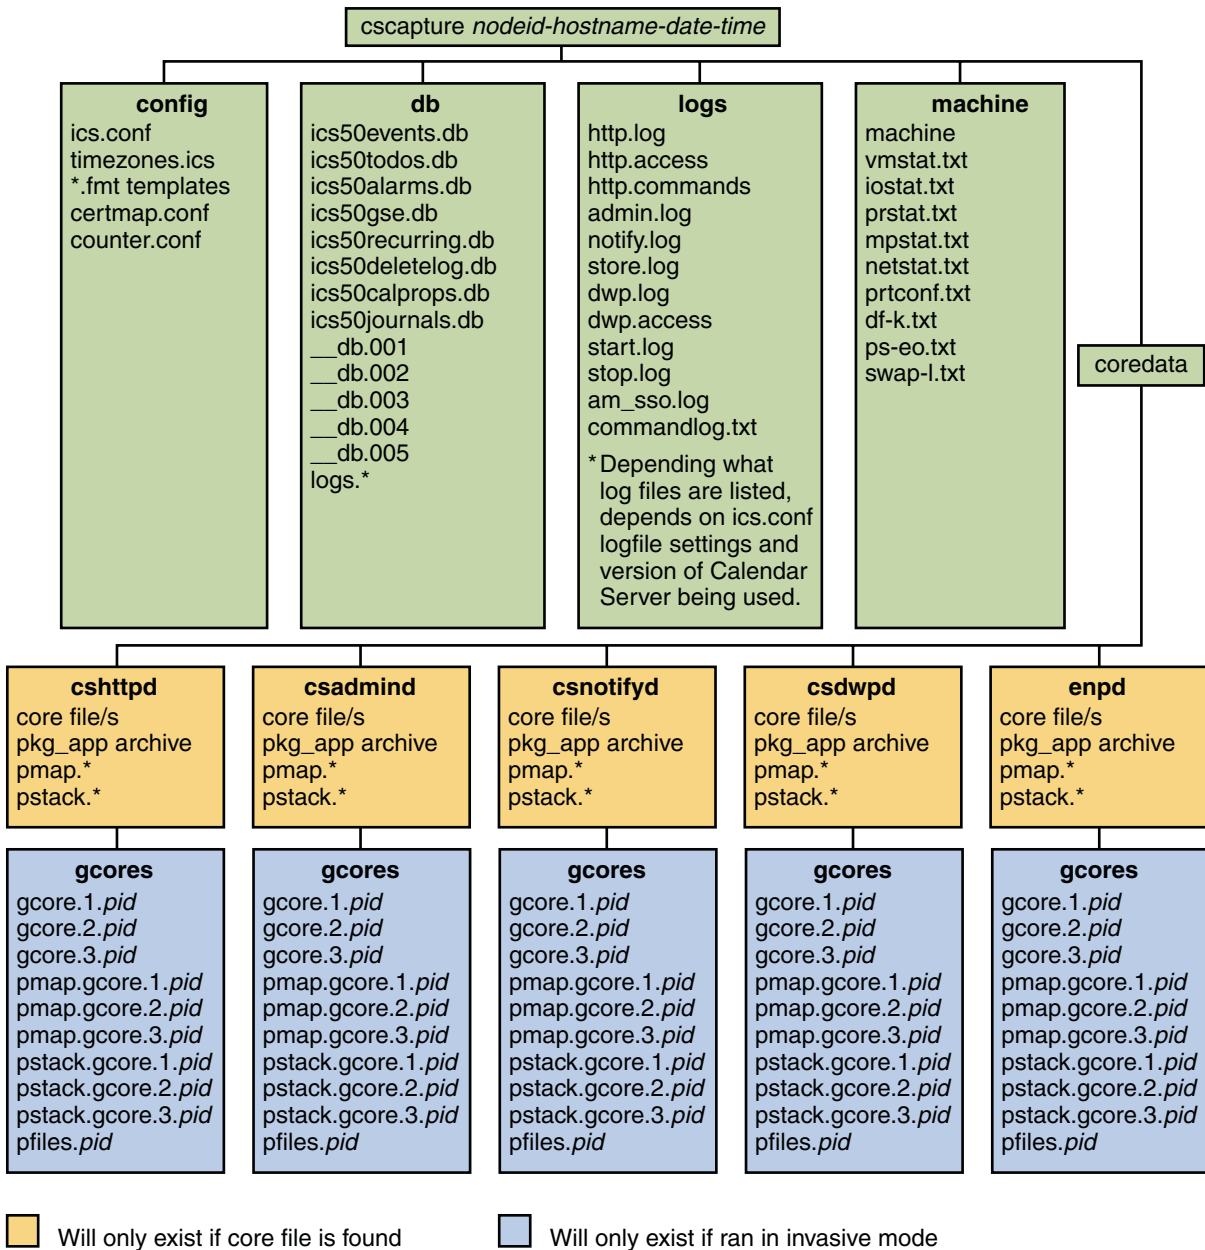 cscapture nodeid-hostname-date-time
config
ics.conf
timezones.ics
*.fmt templates
certmap.conf
counter.conf
db
ics50events.db
ics50todos.db
ics50alarms.db
ics50gse.db
ics50recurring.db
ics50deletelog.db
ics50calprops.db
ics50journals.db
__db.001
__db.002
__db.003
__db.004
__db.005
logs.*
logs
http.log
http.access
http.commands
admin.log
notify.log
store.log
dwp.log
dwp.access
start.log
stop.log
am_sso.log
commandlog.txt
* Depending what
log files are listed,
depends on ics.conf
logfile settings and
version of Calendar
Server being used.
machine
machine
vmstat.txt
iostat.txt
prstat.txt
mpstat.txt
netstat.txt
prtconf.txt
df-k.txt
ps-eo.txt
swap-l.txt
coredata
cshttpd
core file/s
pkg_app archive
pmap.*
pstack.*
csadmind
core file/s
pkg_app archive
pmap.*
pstack.*
csnotifyd
core file/s
pkg_app archive
pmap.*
pstack.*
csdwpd
core file/s
pkg_app archive
pmap.*
pstack.*
enpd
core file/s
pkg_app archive
pmap.*
pstack.*
gcores
gcore.1.pid
gcore.2.pid
gcore.3.pid
pmap.gcore.1.pid
pmap.gcore.2.pid
pmap.gcore.3.pid
pstack.gcore.1.pid
pstack.gcore.2.pid
pstack.gcore.3.pid
pfiles.pid
gcores
gcore.1.pid
gcore.2.pid
gcore.3.pid
pmap.gcore.1.pid
pmap.gcore.2.pid
pmap.gcore.3.pid
pstack.gcore.1.pid
pstack.gcore.2.pid
pstack.gcore.3.pid
pfiles.pid
gcores
gcore.1.pid
gcore.2.pid
gcore.3.pid
pmap.gcore.1.pid
pmap.gcore.2.pid
pmap.gcore.3.pid
pstack.gcore.1.pid
pstack.gcore.2.pid
pstack.gcore.3.pid
pfiles.pid
gcores
gcore.1.pid
gcore.2.pid
gcore.3.pid
pmap.gcore.1.pid
pmap.gcore.2.pid
pmap.gcore.3.pid
pstack.gcore.1.pid
pstack.gcore.2.pid
pstack.gcore.3.pid
pfiles.pid
gcores
gcore.1.pid
gcore.2.pid
gcore.3.pid
pmap.gcore.1.pid
pmap.gcore.2.pid
pmap.gcore.3.pid
pstack.gcore.1.pid
pstack.gcore.2.pid
pstack.gcore.3.pid
pfiles.pid
Will only exist if core file is found
Will only exist if ran in invasive mode